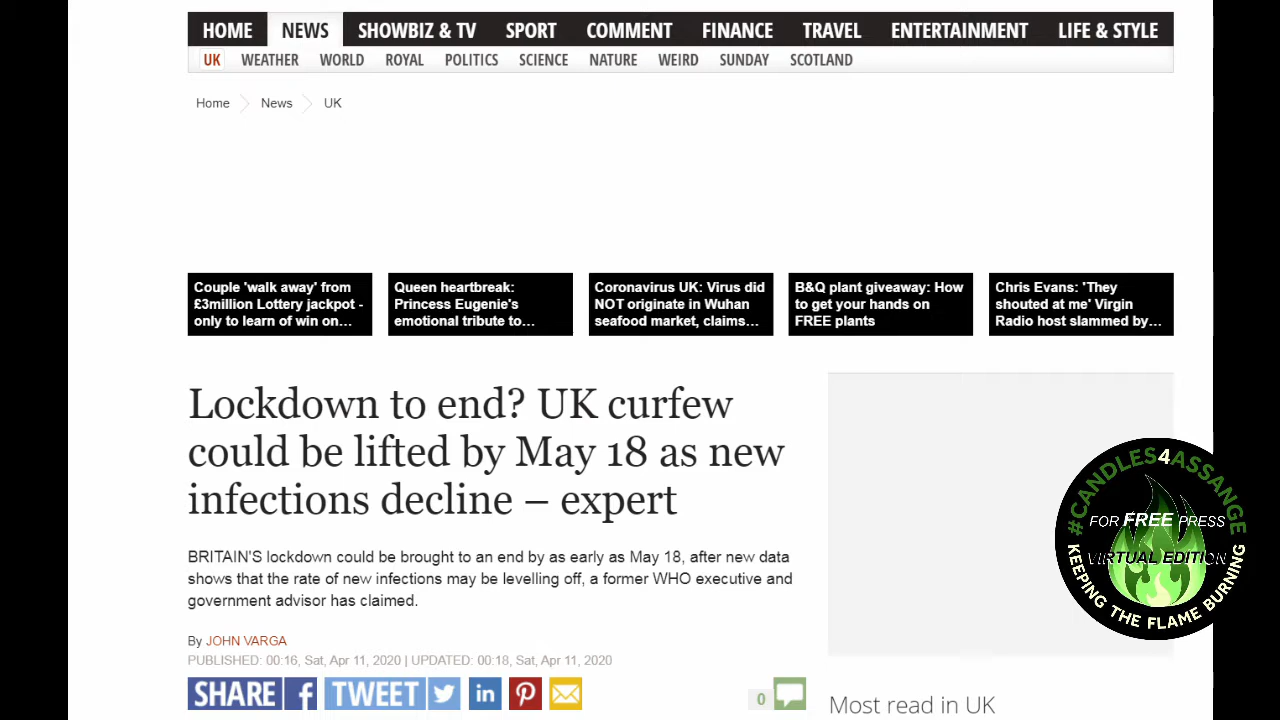 HOME NEWS SHOWBIZ & TV SPORT COMMENT FINANCE TRAVEL ENTERTAINMENT LIFE & STYLE
UK WEATHER WORLD ROYAL POLITICS SCIENCE NATURE WEIRD SUNDAY SCOTLAND
Home News UK
Couple 'walk away' from
£3million Lottery jackpot -
only to learn of win on...
Queen heartbreak:
Princess Eugenie's
emotional tribute to...
Coronavirus UK: Virus did
NOT originate in Wuhan
seafood market, claims...
B&Q plant giveaway: How
to get your hands on
FREE plants
Chris Evans: 'They
shouted at me' Virgin
Radio host slammed by...
Lockdown to end? UK curfew
could be lifted by May 18 as new
infections decline – expert
BRITAIN'S lockdown could be brought to an end by as early as May 18, after new data
shows that the rate of new infections may be levelling off, a former WHO executive and
government advisor has claimed.
By JOHN VARGA
PUBLISHED: 00:16, Sat, Apr 11, 2020 | UPDATED: 00:18, Sat, Apr 11, 2020
SHARE f TWEET in
0
Most read in UK
#CANDLES4ASSANGE
FOR FREE PRESS
VIRTUAL EDITION
KEEPING THE FLAME BURNING